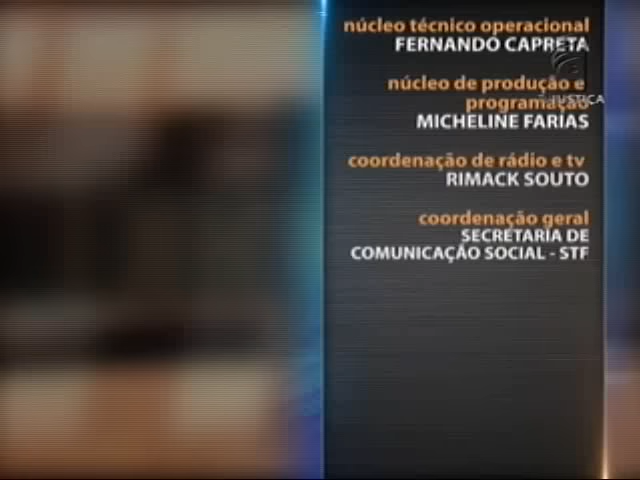 núcleo técnico operacional
FERNANDO CAPRETA
núcleo de produção e
programação
JUSTIÇA
MICHELINE FARIAS
coordenação de rádio e tv
RIMACK SOUTO
coordenação geral
SECRETARIA DE
COMUNICAÇÃO SOCIAL - STF